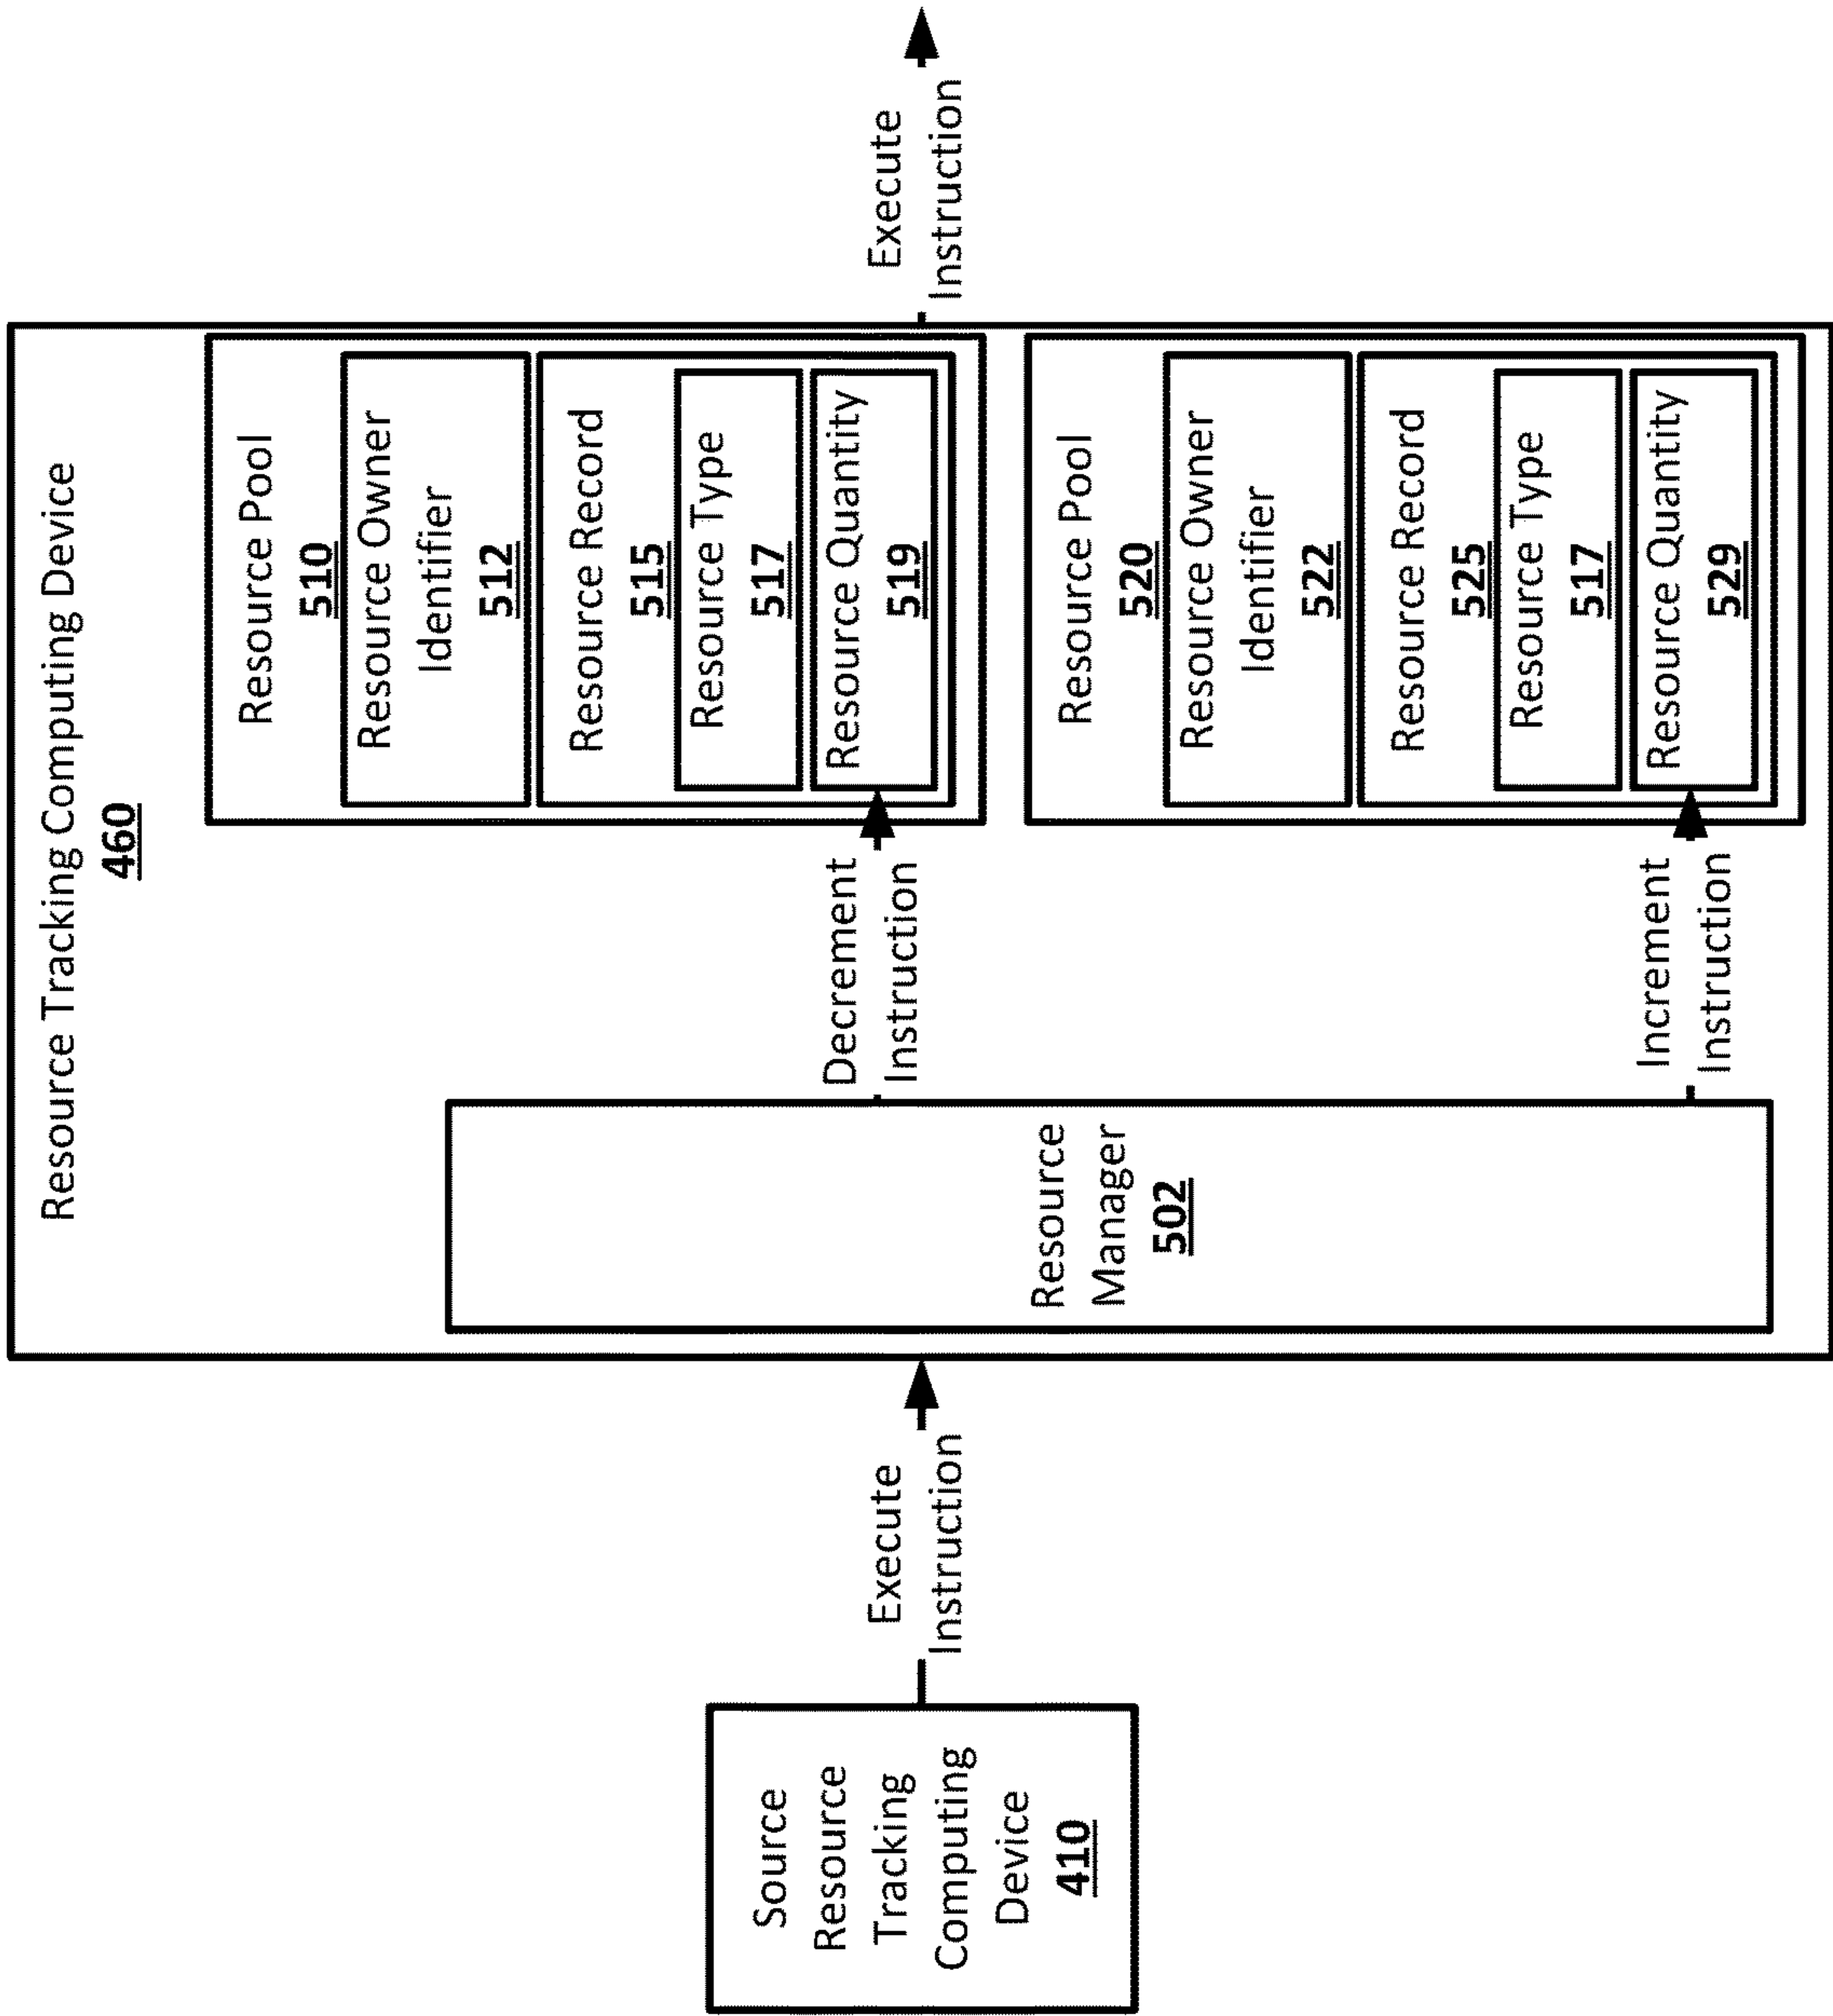 Resource Tracking Computing Device
460
Source
Resource
Tracking
Computing
Device
410
Execute
Instruction
Resource
Manager
502
Decrement
Instruction
Increment
Instruction
Resource Pool
510
Resource Owner
Identifier
512
Resource Record
515
Resource Type
517
Resource Quantity
519
Resource Pool
520
Resource Owner
Identifier
522
Resource Record
525
Resource Type
517
Resource Quantity
529
Execute
Instruction